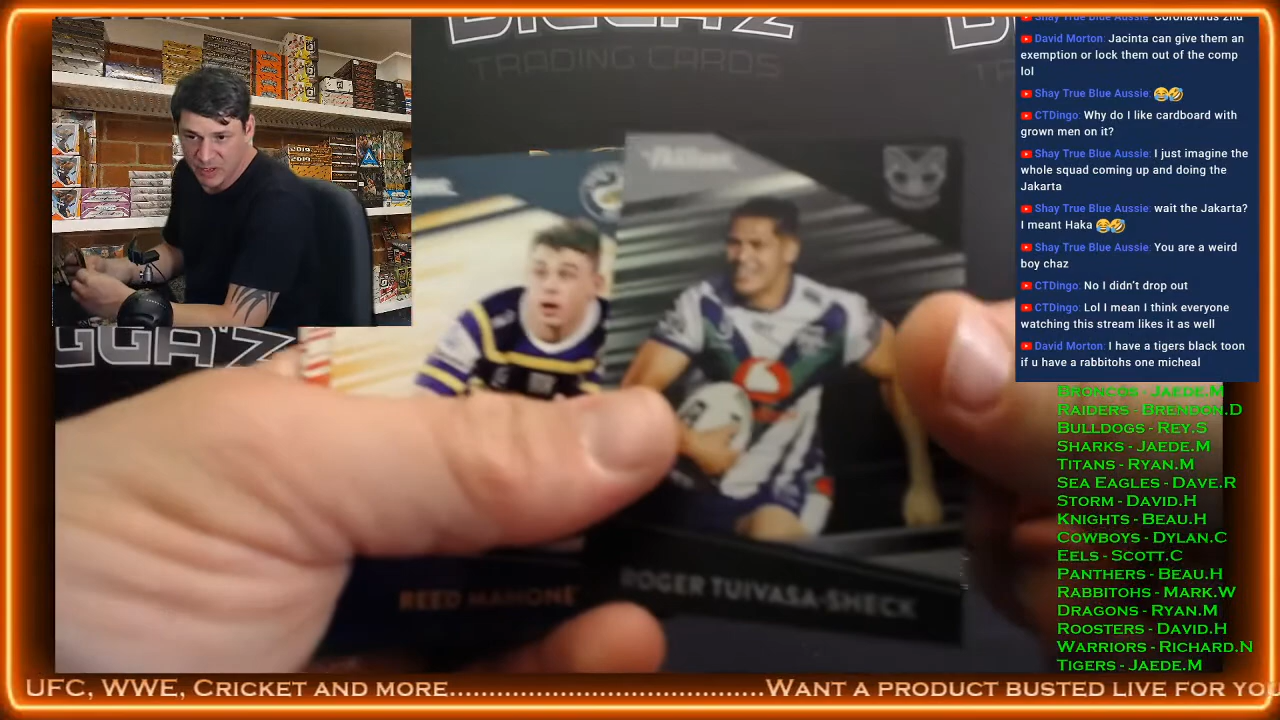 BIGGAZ
TRADING CARDS
2019
2019
ROGER TUIVASA-SHECK
Shay True Blue Aussie: Coronavirus 2nd
David Morton: Jacinta can give them an
exemption or lock them out of the comp
lol
Shay True Blue Aussie: 😂🤣
CTDingo: Why do I like cardboard with
grown men on it?
Shay True Blue Aussie: I just imagine the
whole squad coming up and doing the
Jakarta
Shay True Blue Aussie: wait the Jakarta?
I meant Haka 😂🤣
Shay True Blue Aussie: You are a weird
boy chaz
CTDingo: No I didn't drop out
CTDingo: Lol I mean I think everyone
watching this stream likes it as well
David Morton: I have a tigers black toon
if u have a rabbitohs one micheal
Broncos - Jaede.M
Raiders - Brendon.D
Bulldogs - Rey.S
Sharks - Jaede.M
Titans - Ryan.M
Sea Eagles - Dave.R
Storm - David.H
Knights - Beau.H
Cowboys - Dylan.C
Eels - Scott.C
Panthers - Beau.H
Rabbitohs - Mark.W
Dragons - Ryan.M
Roosters - David.H
Warriors - Richard.N
Tigers - Jaede.M
UFC, WWE, Cricket and more....................................Want a product busted live for you